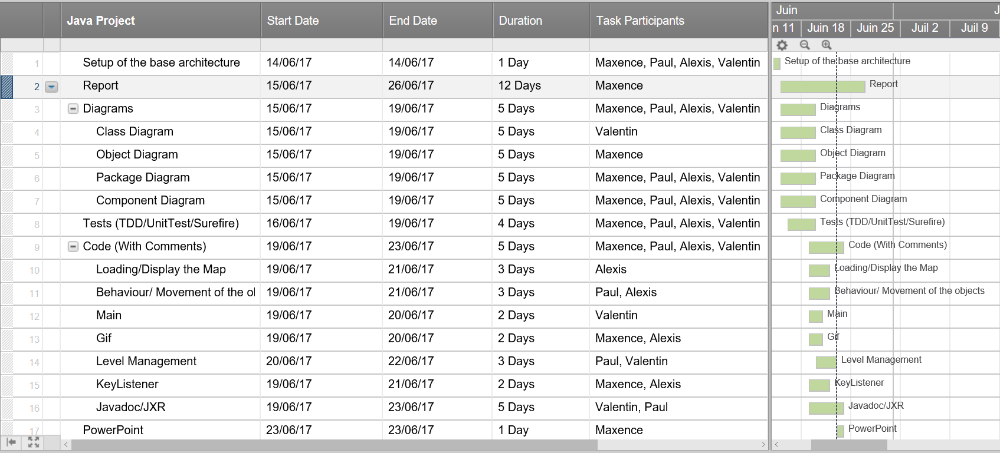 Java Project Start Date End Date Duration Task Participants
Juin J
n 11 Juin 18 Juin 25 Juil 2 Juil 9
1 Setup of the base architecture 14/06/17 14/06/17 1 Day Maxence, Paul, Alexis, Valentin Setup of the base architecture
2 Report 15/06/17 26/06/17 12 Days Maxence Report
3 Diagrams 15/06/17 19/06/17 5 Days Maxence, Paul, Alexis, Valentin Diagrams
4 Class Diagram 15/06/17 19/06/17 5 Days Valentin Class Diagram
5 Object Diagram 15/06/17 19/06/17 5 Days Maxence Object Diagram
6 Package Diagram 15/06/17 19/06/17 5 Days Maxence, Paul, Alexis, Valentin Package Diagram
7 Component Diagram 15/06/17 19/06/17 5 Days Maxence, Paul, Alexis, Valentin Component Diagram
8 Tests (TDD/UnitTest/Surefire) 16/06/17 19/06/17 4 Days Maxence, Paul, Alexis, Valentin Tests (TDD/UnitTest/Surefire)
9 Code (With Comments) 19/06/17 23/06/17 5 Days Maxence, Paul, Alexis, Valentin Code (With Comments)
10 Loading/Display the Map 19/06/17 21/06/17 3 Days Alexis Loading/Display the Map
11 Behaviour/ Movement of the ol 19/06/17 21/06/17 3 Days Paul, Alexis Behaviour/ Movement of the objects
12 Main 19/06/17 20/06/17 2 Days Valentin Main
13 Gif 19/06/17 20/06/17 2 Days Maxence, Alexis Gif
14 Level Management 20/06/17 22/06/17 3 Days Paul, Valentin Level Management
15 KeyListener 19/06/17 21/06/17 2 Days Maxence, Alexis KeyListener
16 Javadoc/JXR 19/06/17 23/06/17 5 Days Valentin, Paul Javadoc/JXR
17 PowerPoint 23/06/17 23/06/17 1 Day Maxence PowerPoint